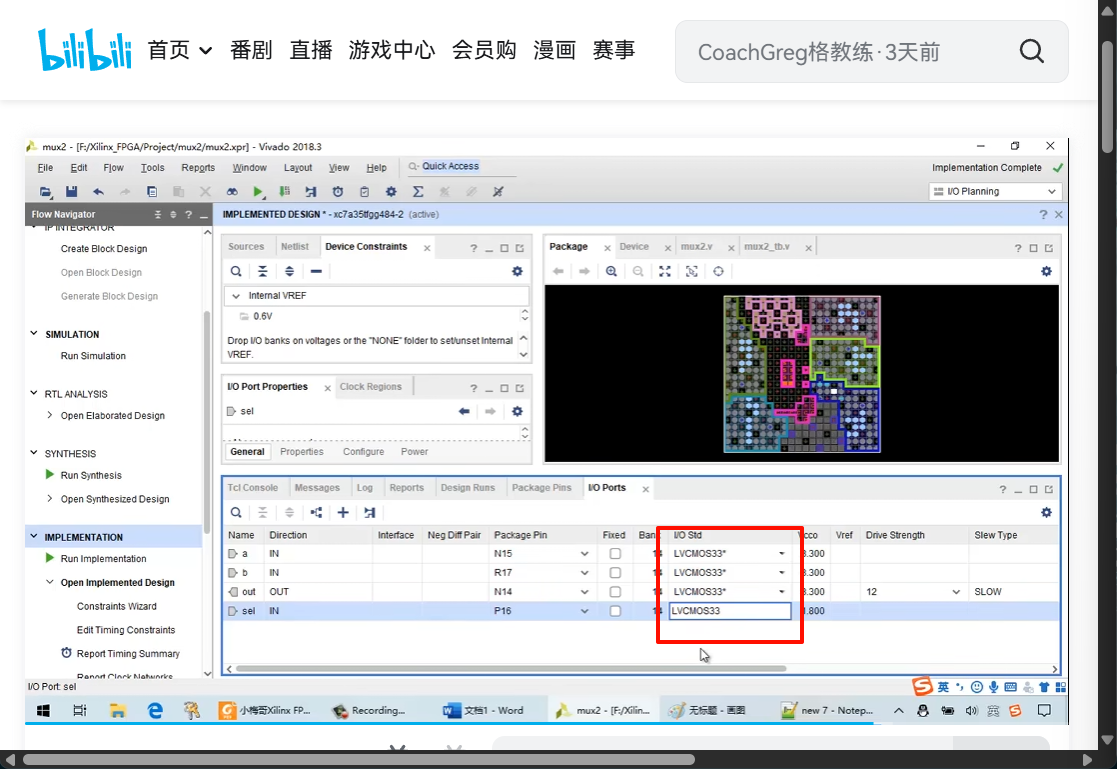 bilibili 首页 番剧 直播 游戏中心 会员购 漫画 赛事 CoachGreg格教练·3天前
mux2 - [F:/Xilinx_FPGA/Project/mux2/mux2.xpr] - Vivado 2018.3
File Edit Flow Tools Reports Window Layout View Help Quick Access Implementation Complete
I/O Planning
Flow Navigator
IMPLEMENTED DESIGN * - xc7a35tfgg484-2 (active)
IP INTEGRATOR
Create Block Design
Open Block Design
Generate Block Design
SIMULATION
Run Simulation
RTL ANALYSIS
Open Elaborated Design
SYNTHESIS
Run Synthesis
Open Synthesized Design
IMPLEMENTATION
Run Implementation
Open Implemented Design
Constraints Wizard
Edit Timing Constraints
Report Timing Summary
Report Clock Networks
Sources Netlist Device Constraints
Internal VREF
0.6V
Drop I/O banks on voltages or the "NONE" folder to set/unset Internal
VREF.
I/O Port Properties Clock Regions
sel
General Properties Configure Power
Package Device mux2.v mux2_tb.v
Tcl Console Messages Log Reports Design Runs Package Pins I/O Ports
Name Direction Interface Neg Diff Pair Package Pin Fixed Ban I/O Std Vcco Vref Drive Strength Slew Type
a IN N15 14 LVCMOS33* 3.300
b IN R17 14 LVCMOS33* 3.300
out OUT N14 14 LVCMOS33* 3.300 12 SLOW
sel IN P16 14 LVCMOS33 1.800
I/O Port: sel
英
小梅哥Xilinx FP... Recording... 文档1 - Word mux2 - [F:/Xilin... 无标题 - 画图 new 7 - Notep... 英